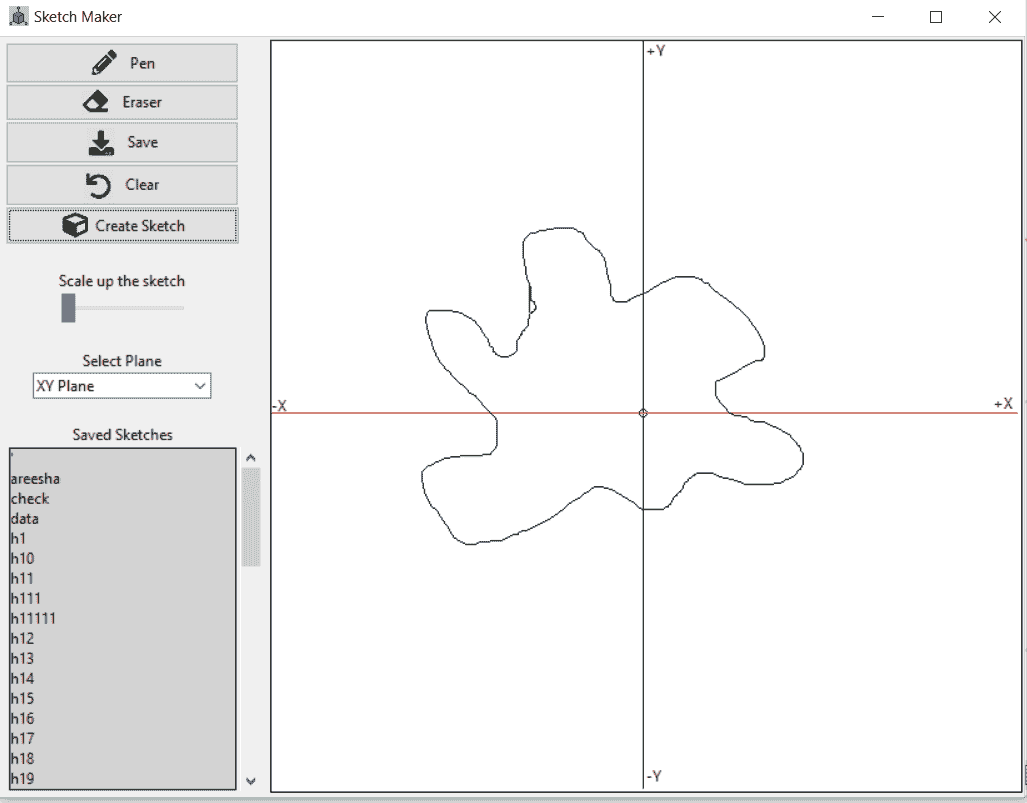 Sketch Maker
Pen
Eraser
Save
Clear
Create Sketch
Scale up the sketch
Select Plane
XY Plane
Saved Sketches
'
areesha
check
data
h1
h10
h11
h111
h11111
h12
h13
h14
h15
h16
h17
h18
h19
+Y
-X
+X
-Y